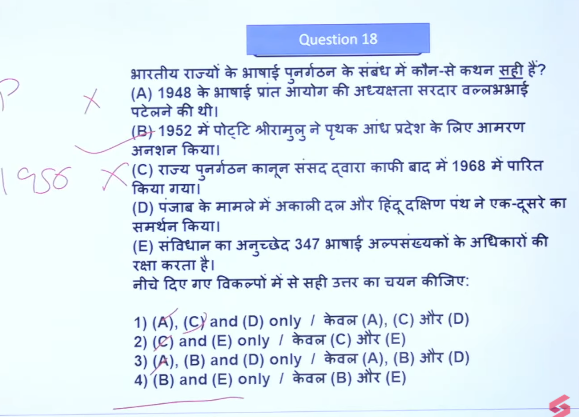 Question 18
भारतीय राज्यों के भाषाई पुनर्गठन के संबंध में कौन-से कथन सही हैं?
P
(A) 1948 के भाषाई प्रांत आयोग की अध्यक्षता सरदार वल्लभभाई
पटेलने की थी।
(B) 1952 में पोट्टि श्रीरामुलु ने पृथक आंध प्रदेश के लिए आमरण
अनशन किया।
1956
(C) राज्य पुनर्गठन कानून संसद द्वारा काफी बाद में 1968 में पारित
किया गया।
(D) पंजाब के मामले में अकाली दल और हिंदू दक्षिण पंथ ने एक-दूसरे का
समर्थन किया।
(E) संविधान का अनुच्छेद 347 भाषाई अल्पसंख्यकों के अधिकारों की
रक्षा करता है।
नीचे दिए गए विकल्पों में से सही उत्तर का चयन कीजिए:
1) (A), (C) and (D) only / केवल (A), (C) और (D)
2) (C) and (E) only / केवल (C) और (E)
3) (A), (B) and (D) only / केवल (A), (B) और (D)
4) (B) and (E) only / केवल (B) और (E)